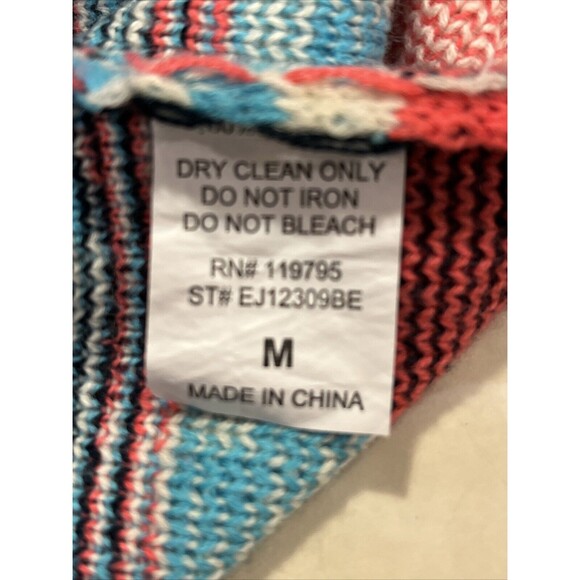 DRY CLEAN ONLY
DO NOT IRON
DO NOT BLEACH
RN# 119795
ST# EJ12309BE
M
MADE IN CHINA